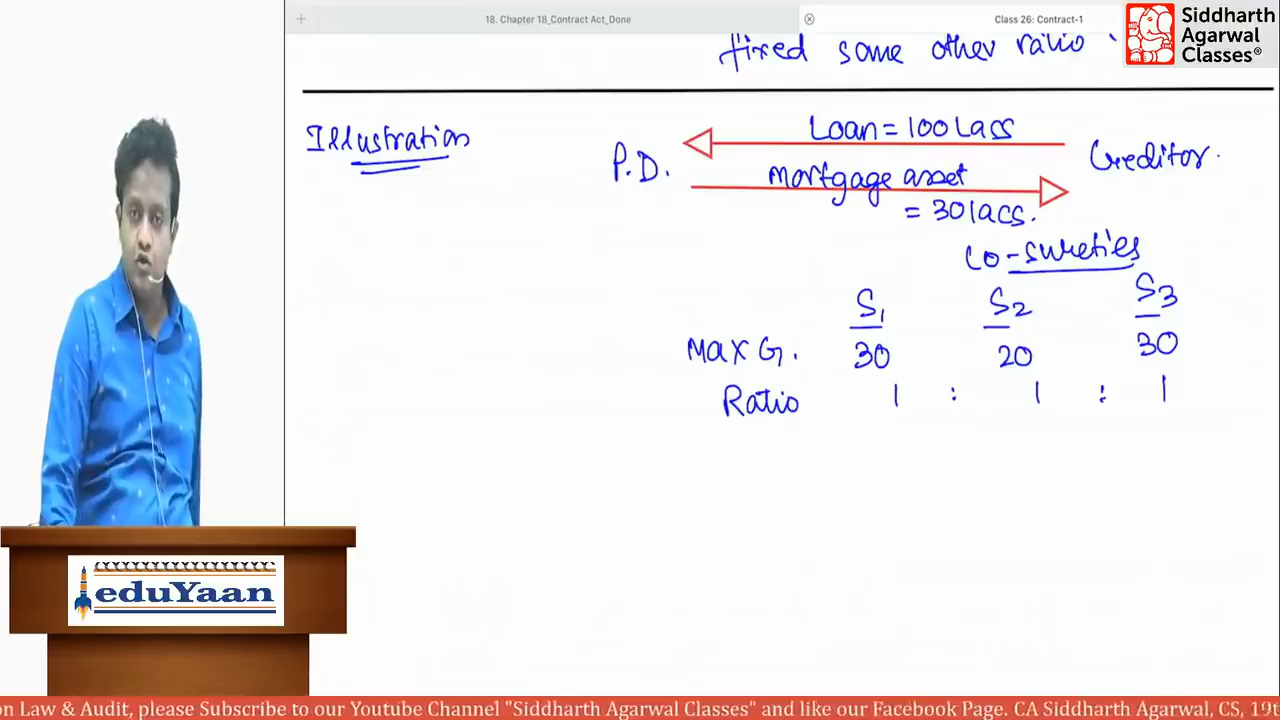 18. Chapter 18_Contract Act_Done
Class 26: Contract-1
Siddharth
Agarwal
Classes®
fixed some other ratio
Illustration
Loan = 100 Lacs
P.D.
Creditor.
mortgage asset
= 30 lacs.
Co-sureties
S1 S2 S3
Max G. 30 20 30
Ratio 1 : 1 : 1
eduYaan
on Law & Audit, please Subscribe to our Youtube Channel "Siddharth Agarwal Classes" and like our Facebook Page. CA Siddharth Agarwal, CS, 19t